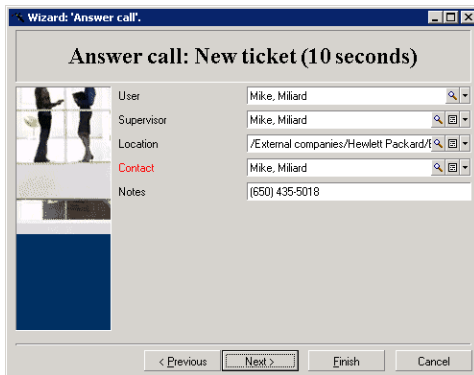 Wizard: 'Answer call'.
Answer call: New ticket (10 seconds)
User Mike, Miliard
Supervisor Mike, Miliard
Location /External companies/Hewlett Packard/E
Contact Mike, Miliard
Notes (650) 435-5018
< Previous Next > Finish Cancel